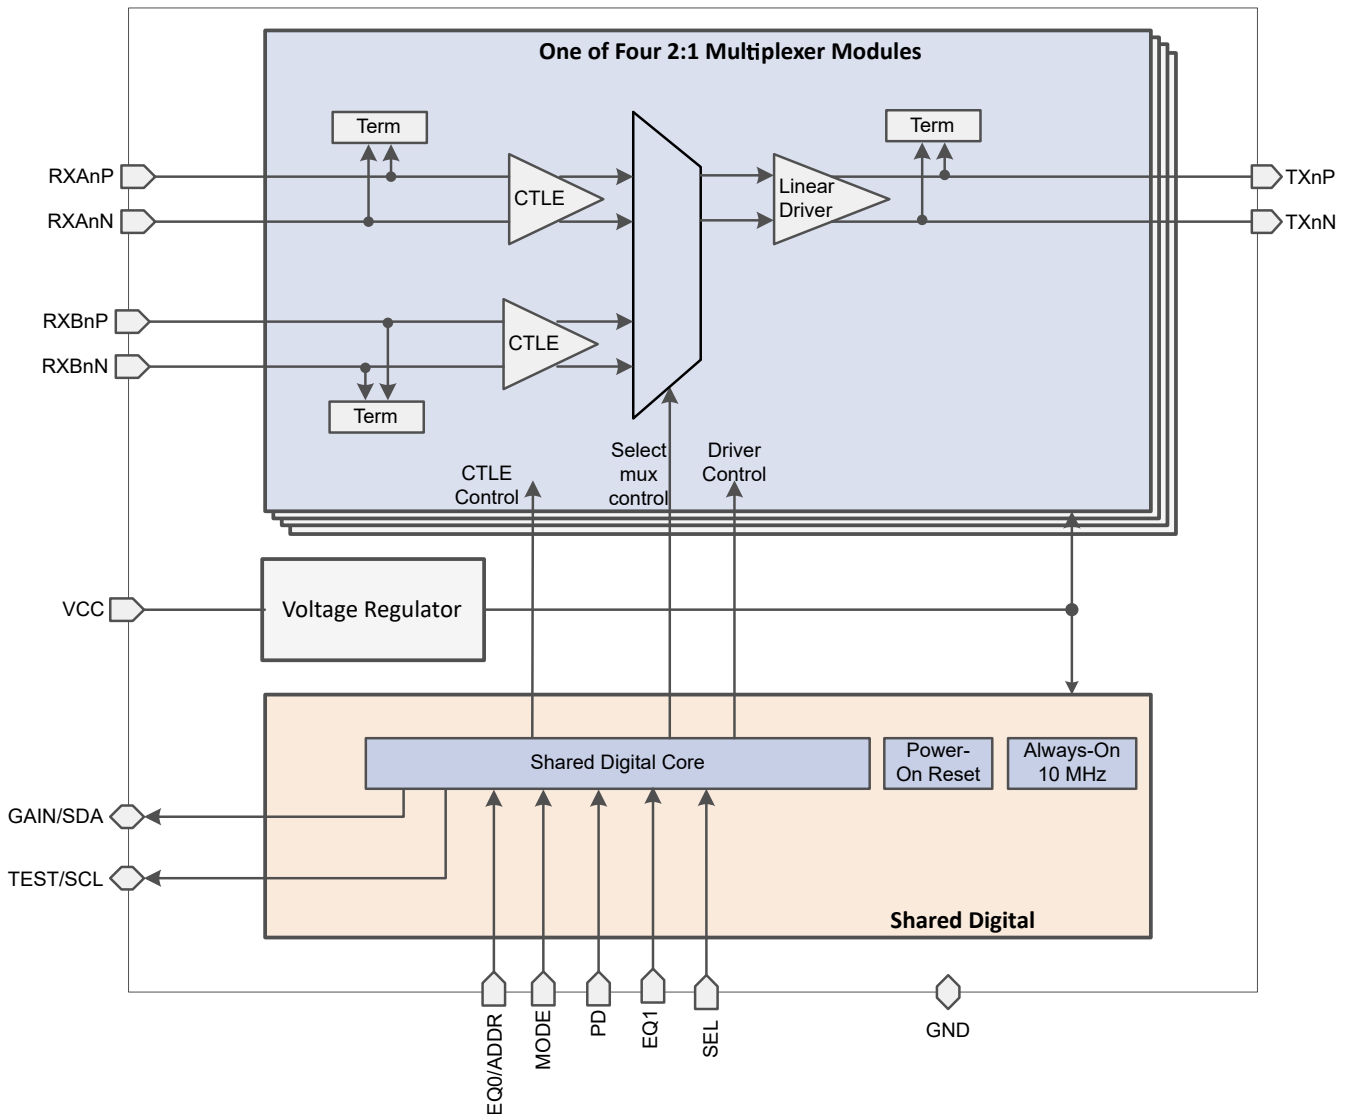 One of Four 2:1 Multiplexer Modules
Term
Term
RXAnP
CTLE
Linear
Driver
TXnP
RXAnN
TXnN
RXBnP
CTLE
RXBnN
Term
CTLE
Control
Select
mux
control
Driver
Control
VCC
Voltage Regulator
Shared Digital Core
Power-
On Reset
Always-On
10 MHz
GAIN/SDA
TEST/SCL
Shared Digital
EQ0/ADDR
MODE
PD
EQ1
SEL
GND